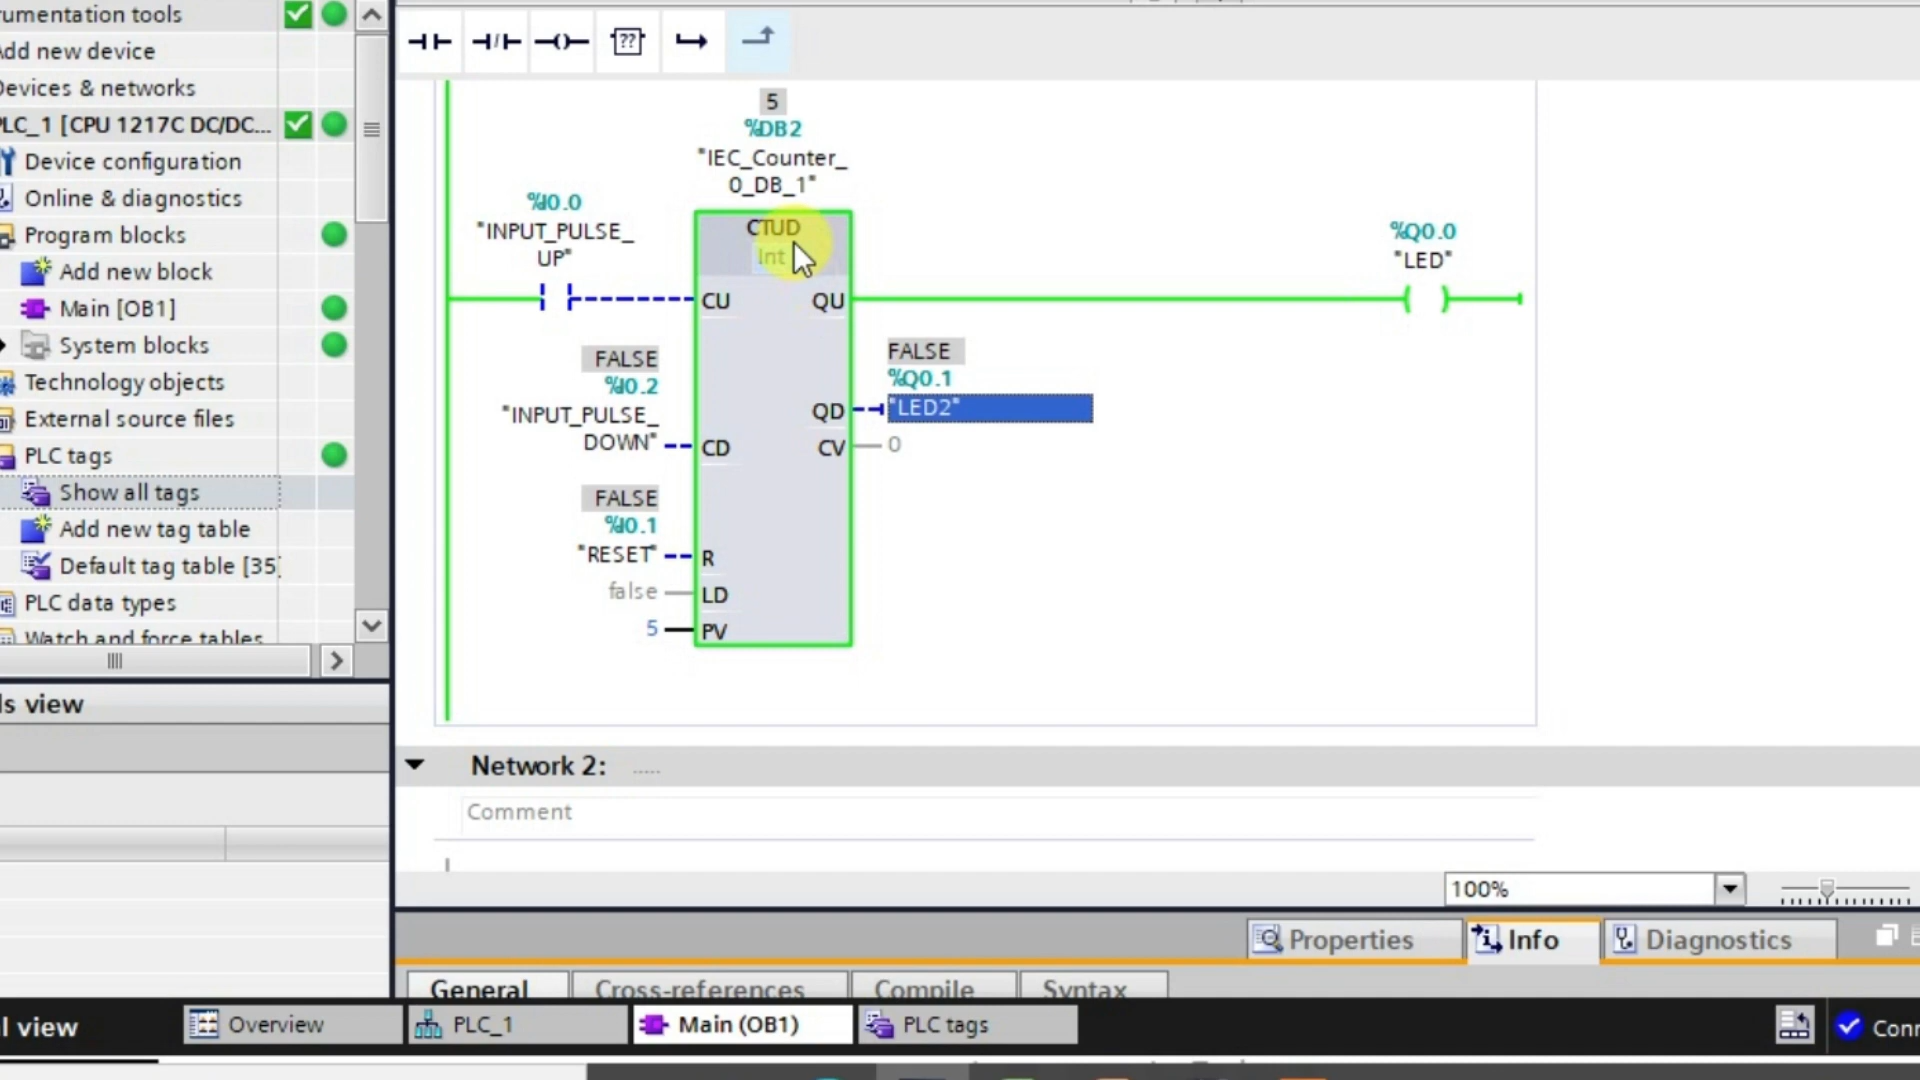 rumentation tools
Add new device
Devices & networks
PLC_1 [CPU 1217C DC/DC...
Device configuration
Online & diagnostics
Program blocks
Add new block
Main [OB1]
System blocks
Technology objects
External source files
PLC tags
Show all tags
Add new tag table
Default tag table [35]
PLC data types
Watch and force tables
ls view
??
5
%DB2
"IEC_Counter_
0_DB_1"
CTUD
Int
%I0.0
"INPUT_PULSE_
UP"
CU
QU
%Q0.0
"LED"
FALSE
%I0.2
"INPUT_PULSE_
DOWN"
CD
FALSE
%Q0.1
QD
"LED2"
CV
0
FALSE
%I0.1
"RESET"
R
false
LD
5
PV
Network 2: .....
Comment
100%
Properties
Info
Diagnostics
General
Cross-references
Compile
Syntax
l view
Overview
PLC_1
Main (OB1)
PLC tags
Conn